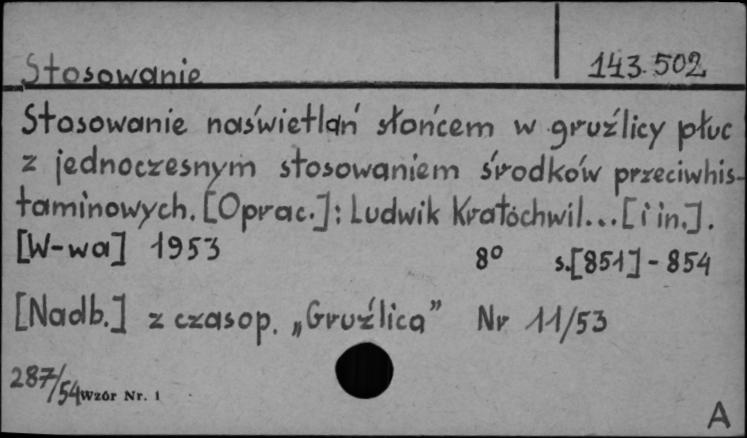 Stosowanie 143.502
Stosowanie naświetlań słońcem w gruźlicy płuc
z jednoczesnym stosowaniem środków przeciwhis-
taminowych. [Oprac.]: Ludwik Kratochwil...[i in.].
[W-wa] 1953 8° s.[851]-854
[Nadb.] z czasop. „Gruźlica” Nr 11/53
287/54 Wzór Nr. 1
A